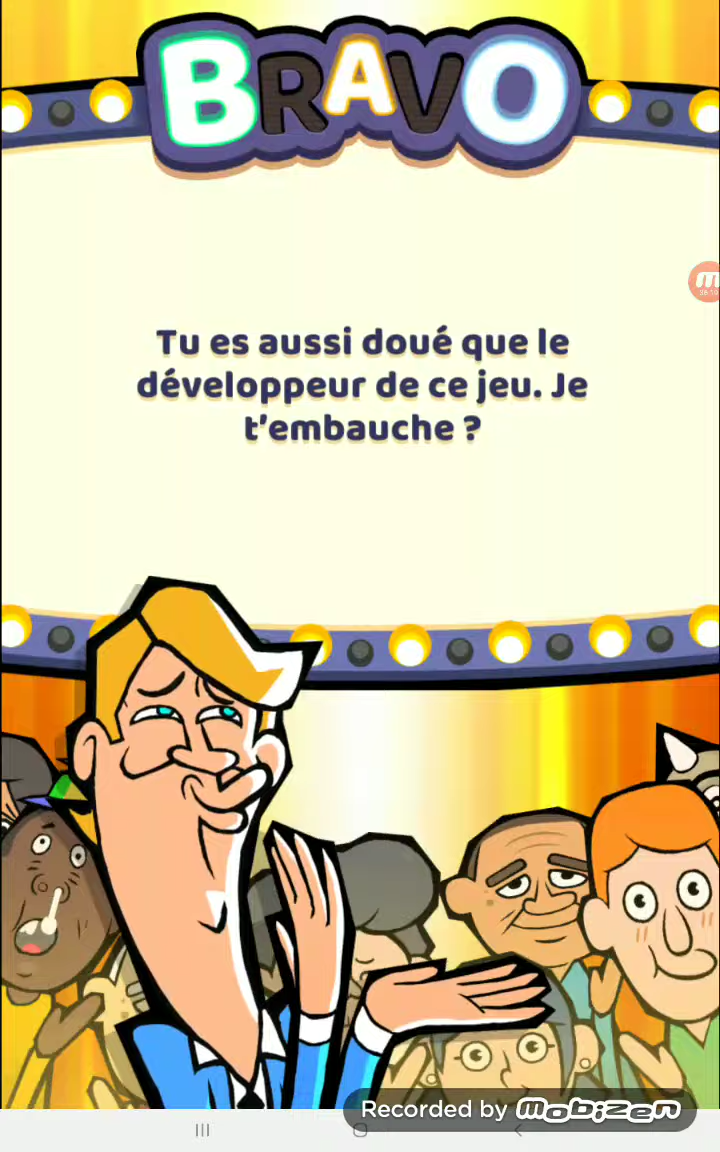 BRAVO
Tu es aussi doué que le
développeur de ce jeu. Je
t'embauche ?
Recorded by mobizen